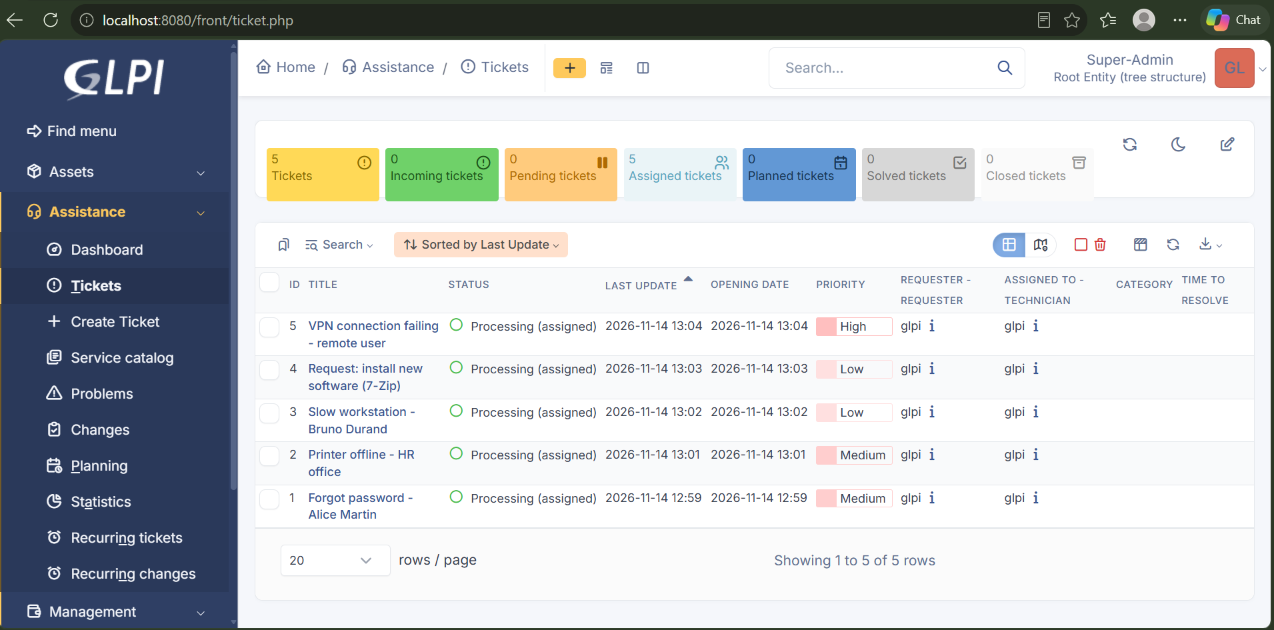 localhost:8080/front/ticket.php
Chat
GLPI
Home / Assistance / Tickets
Search...
Super-Admin
Root Entity (tree structure)
GL
Find menu
Assets
Assistance
Dashboard
Tickets
Create Ticket
Service catalog
Problems
Changes
Planning
Statistics
Recurring tickets
Recurring changes
Management
5
Tickets
0
Incoming tickets
0
Pending tickets
5
Assigned tickets
0
Planned tickets
0
Solved tickets
0
Closed tickets
Search
Sorted by Last Update
ID TITLE STATUS LAST UPDATE OPENING DATE PRIORITY REQUESTER - REQUESTER ASSIGNED TO - TECHNICIAN CATEGORY TIME TO RESOLVE
5 VPN connection failing - remote user Processing (assigned) 2026-11-14 13:04 2026-11-14 13:04 High glpi i glpi i
4 Request: install new software (7-Zip) Processing (assigned) 2026-11-14 13:03 2026-11-14 13:03 Low glpi i glpi i
3 Slow workstation - Bruno Durand Processing (assigned) 2026-11-14 13:02 2026-11-14 13:02 Low glpi i glpi i
2 Printer offline - HR office Processing (assigned) 2026-11-14 13:01 2026-11-14 13:01 Medium glpi i glpi i
1 Forgot password - Alice Martin Processing (assigned) 2026-11-14 12:59 2026-11-14 12:59 Medium glpi i glpi i
20 rows / page
Showing 1 to 5 of 5 rows